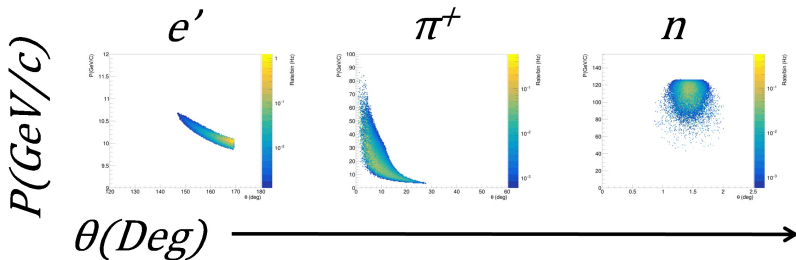 e' π⁺ n
P(GeV/c)
P(GeV/C)
12
11.5
11
10.5
10
9.5
9
120 130 140 150 160 170 180
θ (deg)
1
10⁻¹
10⁻²
Rate/bin (Hz)
P(GeV/C)
100
90
80
70
60
50
40
30
20
10
0
0 10 20 30 40 50 60
θ (deg)
10⁻¹
10⁻²
10⁻³
Rate/bin (Hz)
P(GeV/C)
140
120
100
80
60
40
20
0
0 0.5 1 1.5 2 2.5
θ (deg)
10⁻¹
10⁻²
10⁻³
Rate/bin (Hz)
θ(Deg)